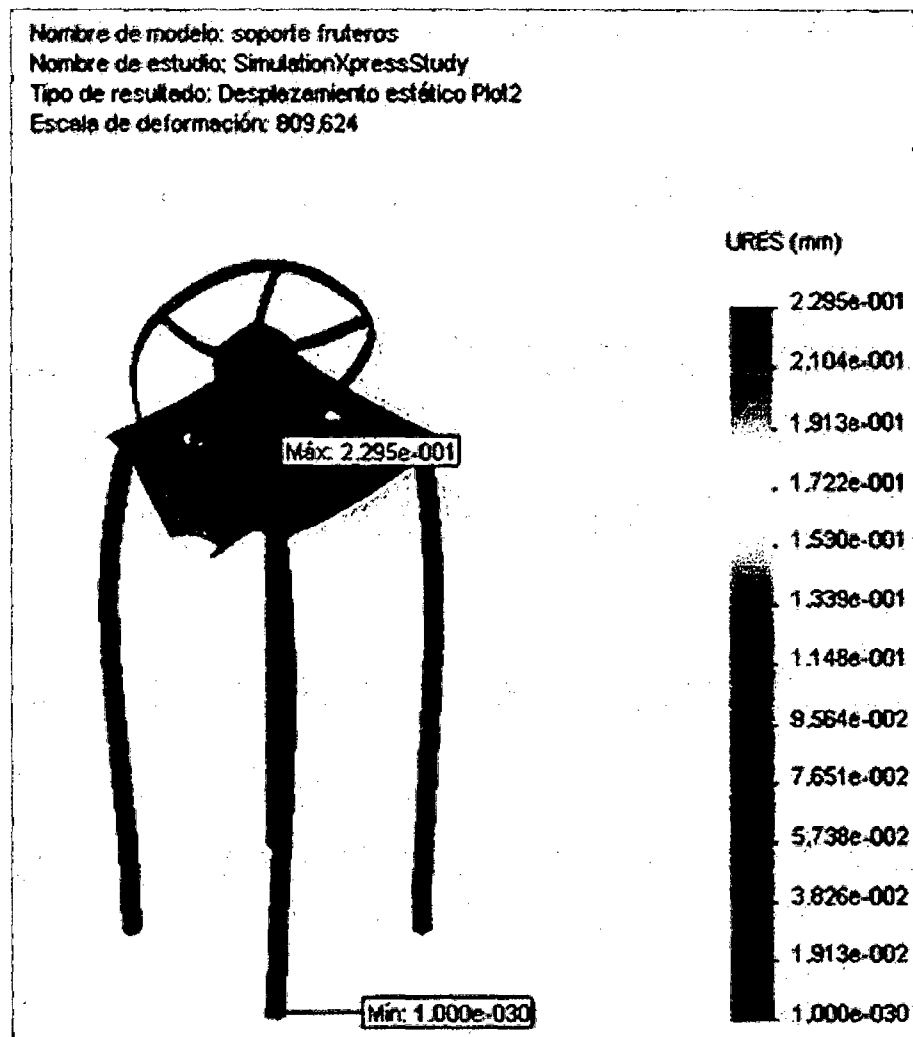 Nombre de modelo: soporte fruteros
Nombre de estudio: SimulationXpressStudy
Tipo de resultado: Desplazamiento estático Plot2
Escala de deformación: 809,624
URES (mm)
2.295e-001
2,104e-001
1.913e-001
1.722e-001
1.530e-001
1.339e-001
1.148e-001
9.564e-002
7.651e-002
5,738e-002
3.826e-002
1.913e-002
1,000e-030
Máx: 2.295e-001
Mín: 1.000e-030